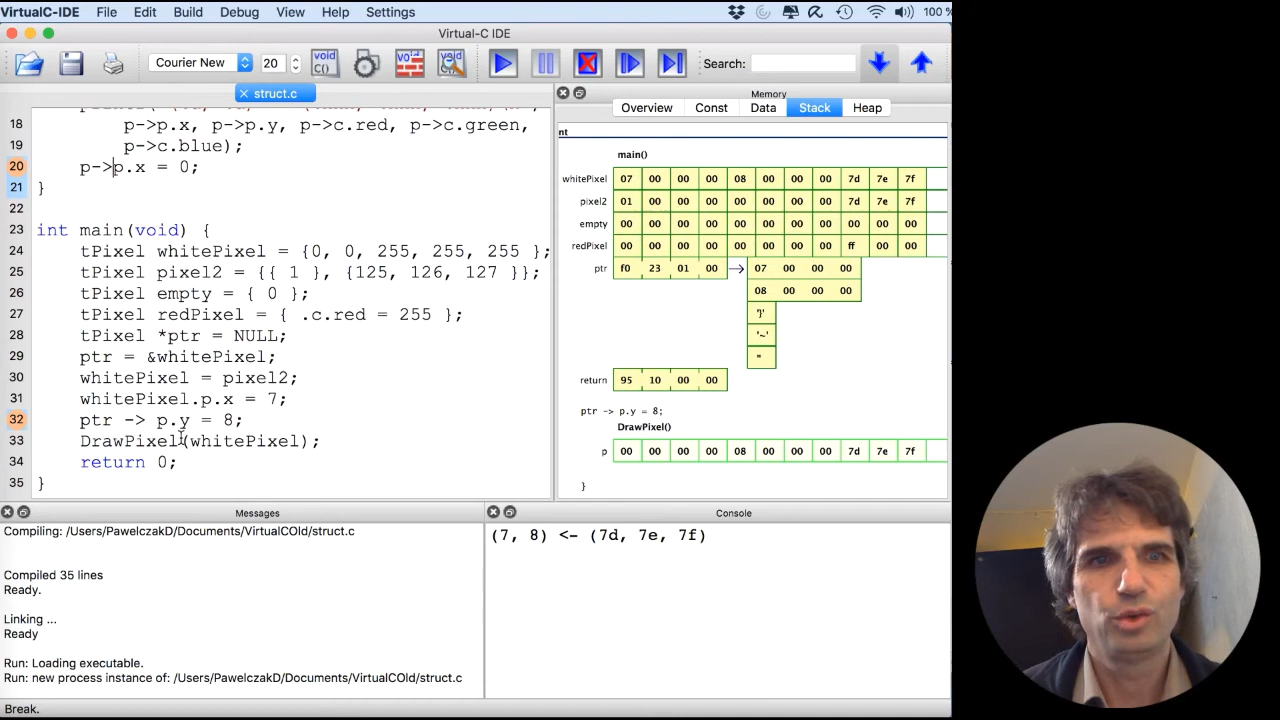 VirtualC-IDE File Edit Build Debug View Help Settings 100 %
Virtual-C IDE
Courier New 20 void C() Search:
struct.c
18 p->p.x, p->p.y, p->c.red, p->c.green,
19 p->c.blue);
20 p->p.x = 0;
21 }
22
23 int main(void) {
24 tPixel whitePixel = {0, 0, 255, 255, 255 };
25 tPixel pixel2 = {{ 1 }, {125, 126, 127 }};
26 tPixel empty = { 0 };
27 tPixel redPixel = { .c.red = 255 };
28 tPixel *ptr = NULL;
29 ptr = &whitePixel;
30 whitePixel = pixel2;
31 whitePixel.p.x = 7;
32 ptr -> p.y = 8;
33 DrawPixel(whitePixel);
34 return 0;
35 }
Memory
Overview Const Data Stack Heap
nt
main()
whitePixel 07 00 00 00 08 00 00 00 7d 7e 7f
pixel2 01 00 00 00 00 00 00 00 7d 7e 7f
empty 00 00 00 00 00 00 00 00 00 00 00
redPixel 00 00 00 00 00 00 00 00 ff 00 00
ptr f0 23 01 00 07 00 00 00
08 00 00 00
'}'
'~'
return 95 10 00 00
ptr -> p.y = 8;
DrawPixel()
p 00 00 00 00 08 00 00 00 7d 7e 7f
}
Messages
Compiling: /Users/PawelczakD/Documents/VirtualCOld/struct.c
Compiled 35 lines
Ready.
Linking ...
Ready
Run: Loading executable.
Run: new process instance of: /Users/PawelczakD/Documents/VirtualCOld/struct.c
Console
(7, 8) <- (7d, 7e, 7f)
Break.